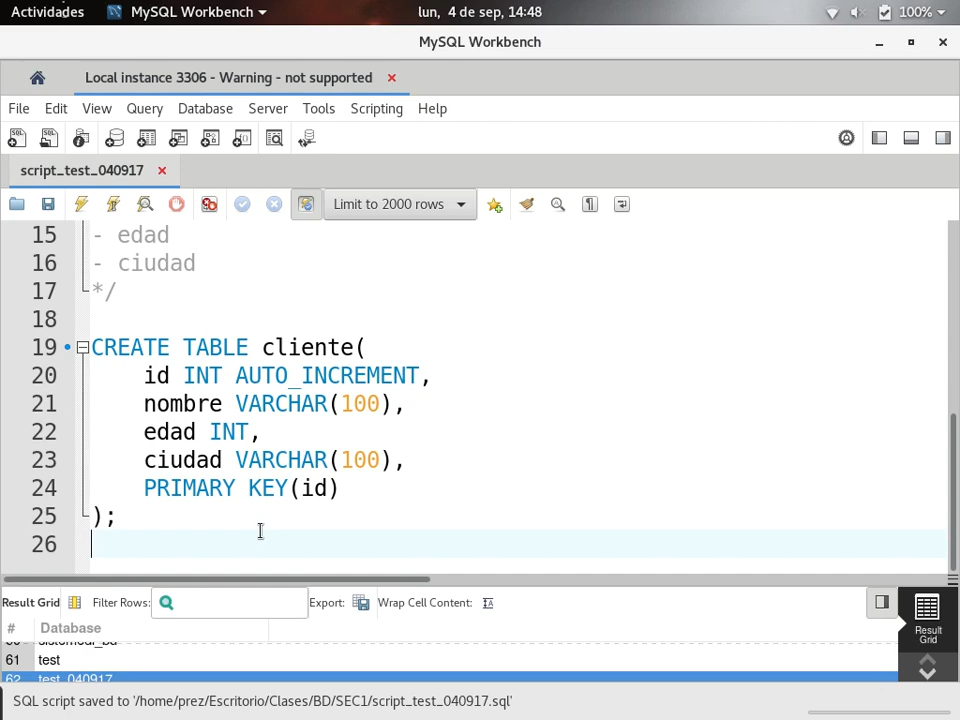 Actividades MySQL Workbench lun, 4 de sep, 14:48 100%
MySQL Workbench
Local instance 3306 - Warning - not supported
File Edit View Query Database Server Tools Scripting Help
script_test_040917
Limit to 2000 rows
15 - edad
16 - ciudad
17 */
18
19 CREATE TABLE cliente(
20 id INT AUTO_INCREMENT,
21 nombre VARCHAR(100),
22 edad INT,
23 ciudad VARCHAR(100),
24 PRIMARY KEY(id)
25 );
26
Result Grid Filter Rows: Export: Wrap Cell Content:
# Database
61 test
62 test_040917
Result
Grid
SQL script saved to '/home/prez/Escritorio/Clases/BD/SEC1/script_test_040917.sql'